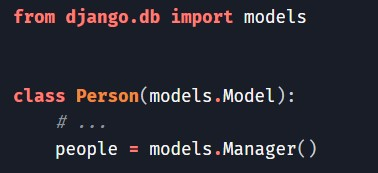 from django.db import models
class Person(models.Model):
    # ...
    people = models.Manager()